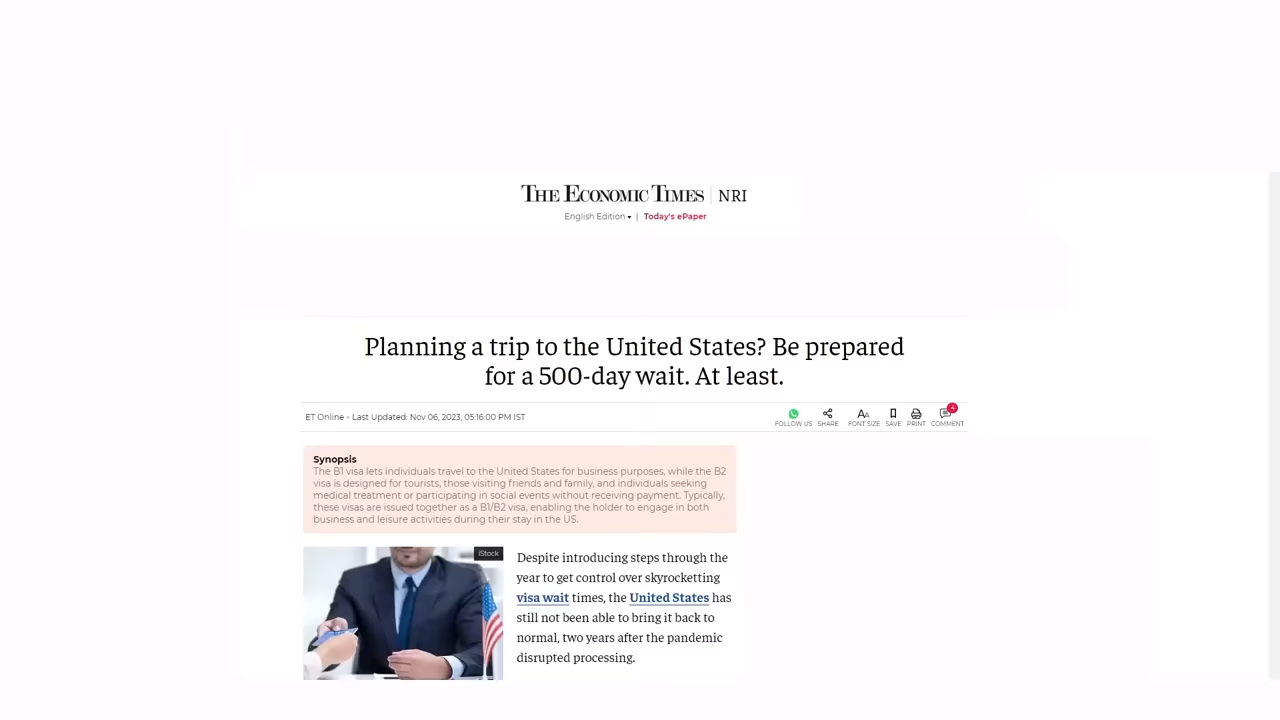 THE ECONOMIC TIMES | NRI
English Edition ▾ | Today's ePaper
Planning a trip to the United States? Be prepared
for a 500-day wait. At least.
ET Online • Last Updated: Nov 06, 2023, 05:16:00 PM IST
4
FOLLOW US SHARE FONT SIZE SAVE PRINT COMMENT
Synopsis
The B1 visa lets individuals travel to the United States for business purposes, while the B2
visa is designed for tourists, those visiting friends and family, and individuals seeking
medical treatment or participating in social events without receiving payment. Typically,
these visas are issued together as a B1/B2 visa, enabling the holder to engage in both
business and leisure activities during their stay in the US.
iStock
Despite introducing steps through the
year to get control over skyrocketting
visa wait times, the United States has
still not been able to bring it back to
normal, two years after the pandemic
disrupted processing.